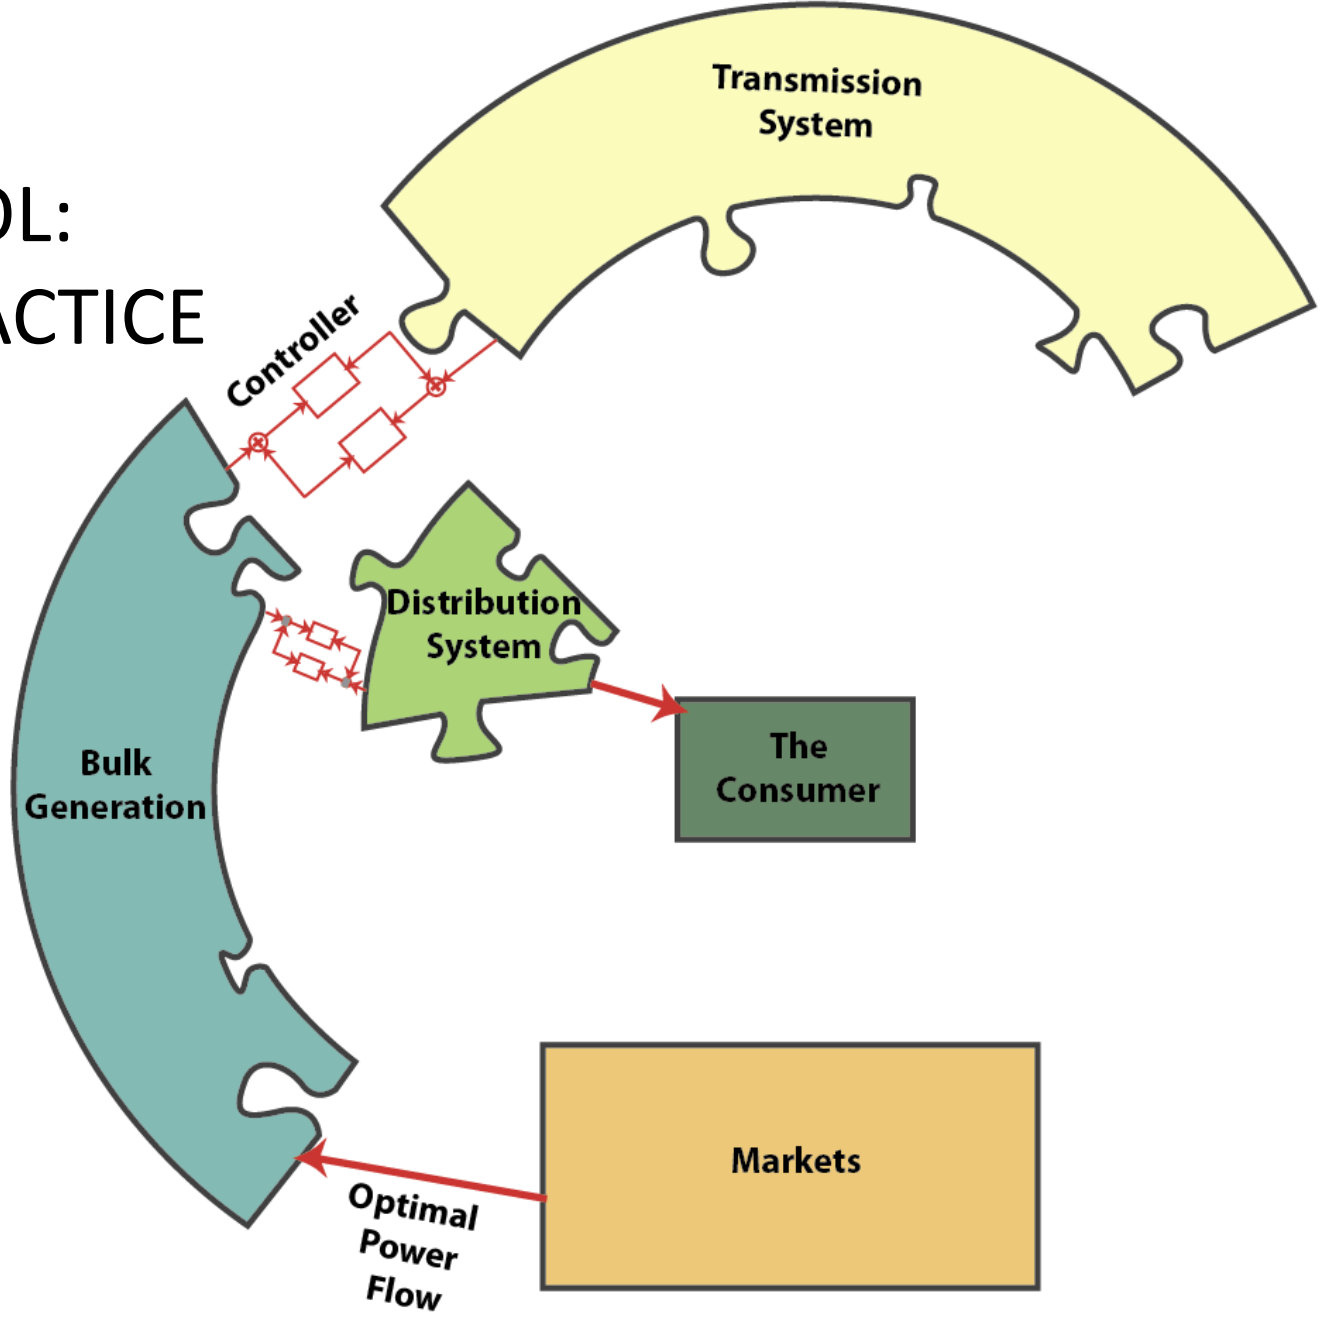 Transmission
System
OL:
ACTICE
Controller
Distribution
System
The
Consumer
Bulk
Generation
Markets
Optimal
Power
Flow